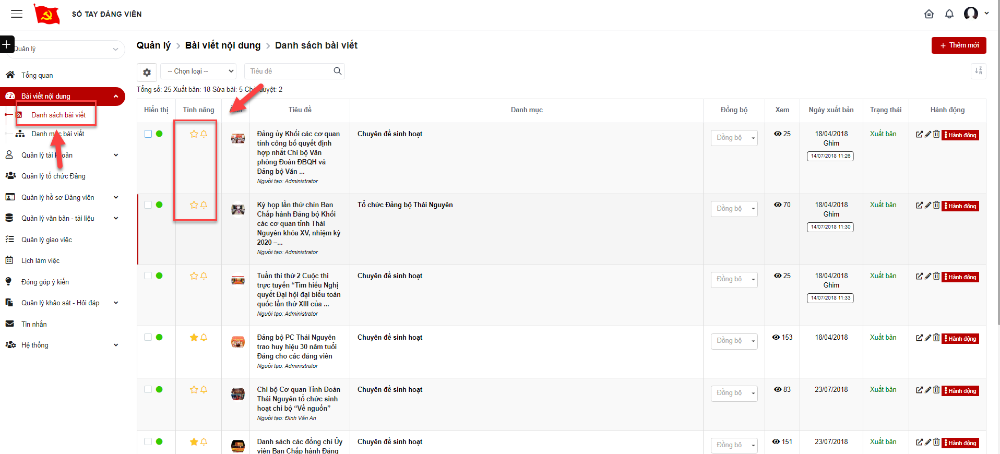 SỔ TAY ĐẢNG VIÊN
Quản lý
Tổng quan
Bài viết nội dung
Danh sách bài viết
Danh mục bài viết
Quản lý tài khoản
Quản lý tổ chức Đảng
Quản lý hồ sơ Đảng viên
Quản lý văn bản - tài liệu
Quản lý giao việc
Lịch làm việc
Đóng góp ý kiến
Quản lý khảo sát - Hỏi đáp
Tin nhắn
Hệ thống
Quản lý > Bài viết nội dung > Danh sách bài viết
+ Thêm mới
-- Chọn loại --
Tiêu đề
Tổng số: 25 Xuất bản: 18 Sửa bài: 5 Chờ duyệt: 2
Hiển thị Tính năng Ảnh Tiêu đề Danh mục Đồng bộ Xem Ngày xuất bản Trạng thái Hành động
Đảng ủy Khối các cơ quan Chuyên đề sinh hoạt Đồng bộ 25 18/04/2018 Xuất bản Hành động
tỉnh công bố quyết định Ghim
hợp nhất Chi bộ Văn 14/07/2018 11:26
phòng Đoàn ĐBQH và
Đảng bộ Văn ...
Người tạo: Administrator
Kỳ họp lần thứ chín Ban Tổ chức Đảng bộ Thái Nguyên Đồng bộ 70 18/04/2018 Xuất bản Hành động
Chấp hành Đảng bộ Khối Ghim
các cơ quan tỉnh Thái 14/07/2018 11:30
Nguyên khóa XV, nhiệm kỳ
2020 –...
Người tạo: Administrator
Tuần thi thứ 2 Cuộc thi Chuyên đề sinh hoạt Đồng bộ 25 18/04/2018 Xuất bản Hành động
trực tuyến “Tìm hiểu Nghị Ghim
quyết Đại hội đại biểu toàn 14/07/2018 11:33
quốc lần thứ XIII của ...
Người tạo: Administrator
Đảng bộ PC Thái Nguyên Chuyên đề sinh hoạt Đồng bộ 153 18/04/2018 Xuất bản Hành động
trao huy hiệu 30 năm tuổi
Đảng cho các đảng viên
Người tạo: Administrator
Chi bộ Cơ quan Tỉnh Đoàn Chuyên đề sinh hoạt Đồng bộ 83 23/07/2018 Xuất bản Hành động
Thái Nguyên tổ chức sinh
hoạt chi bộ “Về nguồn”
Người tạo: Đinh Văn An
Danh sách các đồng chí Ủy Chuyên đề sinh hoạt Đồng bộ 151 23/07/2018 Xuất bản Hành động
viên Ban Chấp hành Đảng